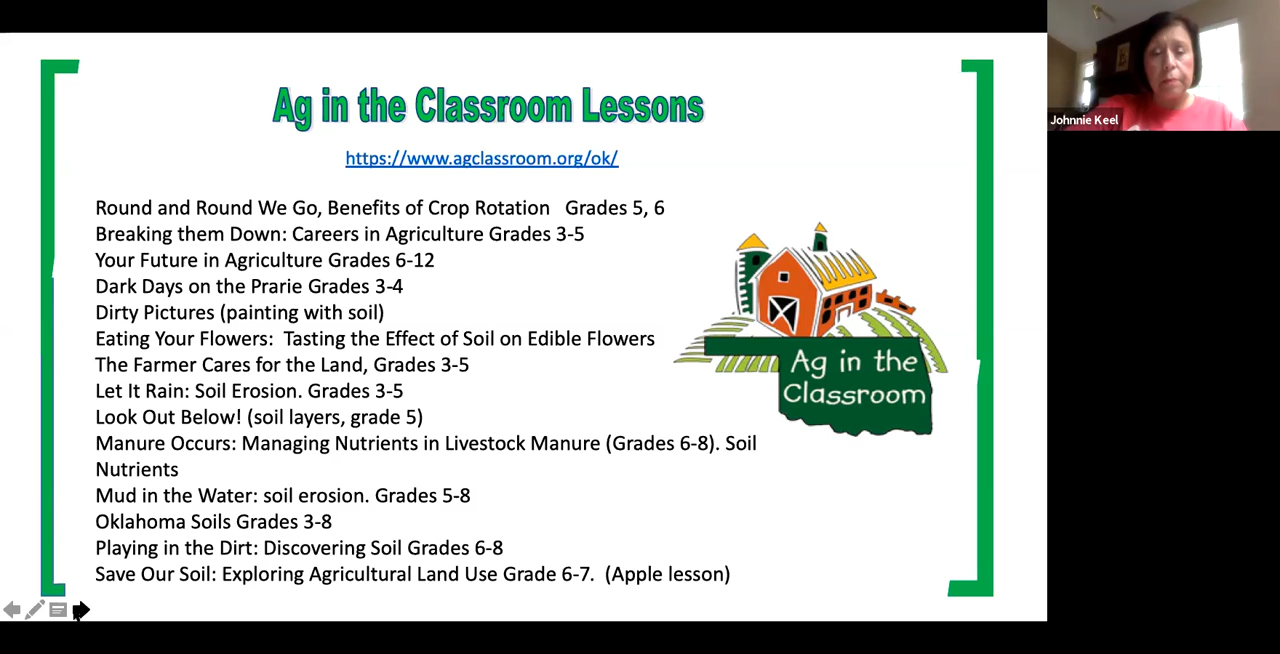 Ag in the Classroom Lessons
https://www.agclassroom.org/ok/
Round and Round We Go, Benefits of Crop Rotation   Grades 5, 6
Breaking them Down: Careers in Agriculture Grades 3-5
Your Future in Agriculture Grades 6-12
Dark Days on the Prarie Grades 3-4
Dirty Pictures (painting with soil)
Eating Your Flowers:  Tasting the Effect of Soil on Edible Flowers
The Farmer Cares for the Land, Grades 3-5
Let It Rain: Soil Erosion. Grades 3-5
Look Out Below! (soil layers, grade 5)
Manure Occurs: Managing Nutrients in Livestock Manure (Grades 6-8). Soil
Nutrients
Mud in the Water: soil erosion. Grades 5-8
Oklahoma Soils Grades 3-8
Playing in the Dirt: Discovering Soil Grades 6-8
Save Our Soil: Exploring Agricultural Land Use Grade 6-7.  (Apple lesson)
Ag in the
Classroom
Johnnie Keel